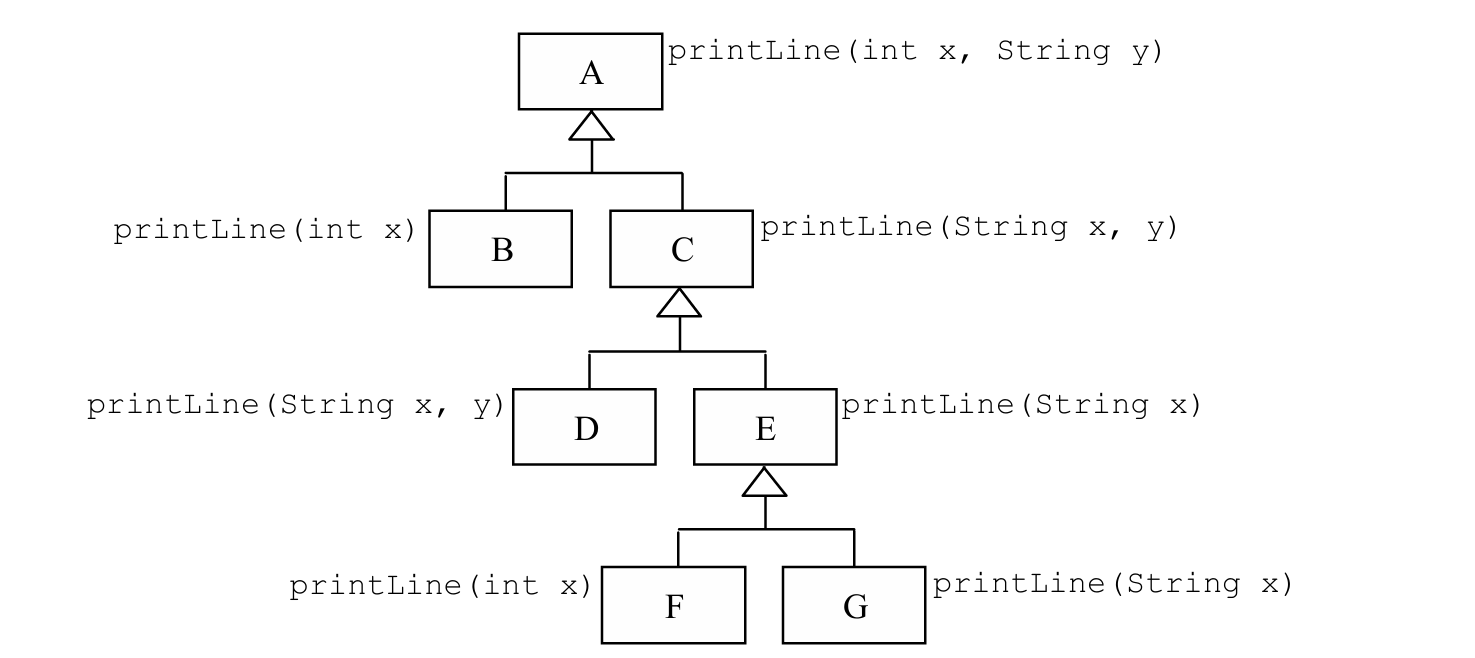 A
printLine(int x, String y)
printLine(int x)
B
C
printLine(String x, y)
printLine(String x, y)
D
E
printLine(String x)
printLine(int x)
F
G
printLine(String x)